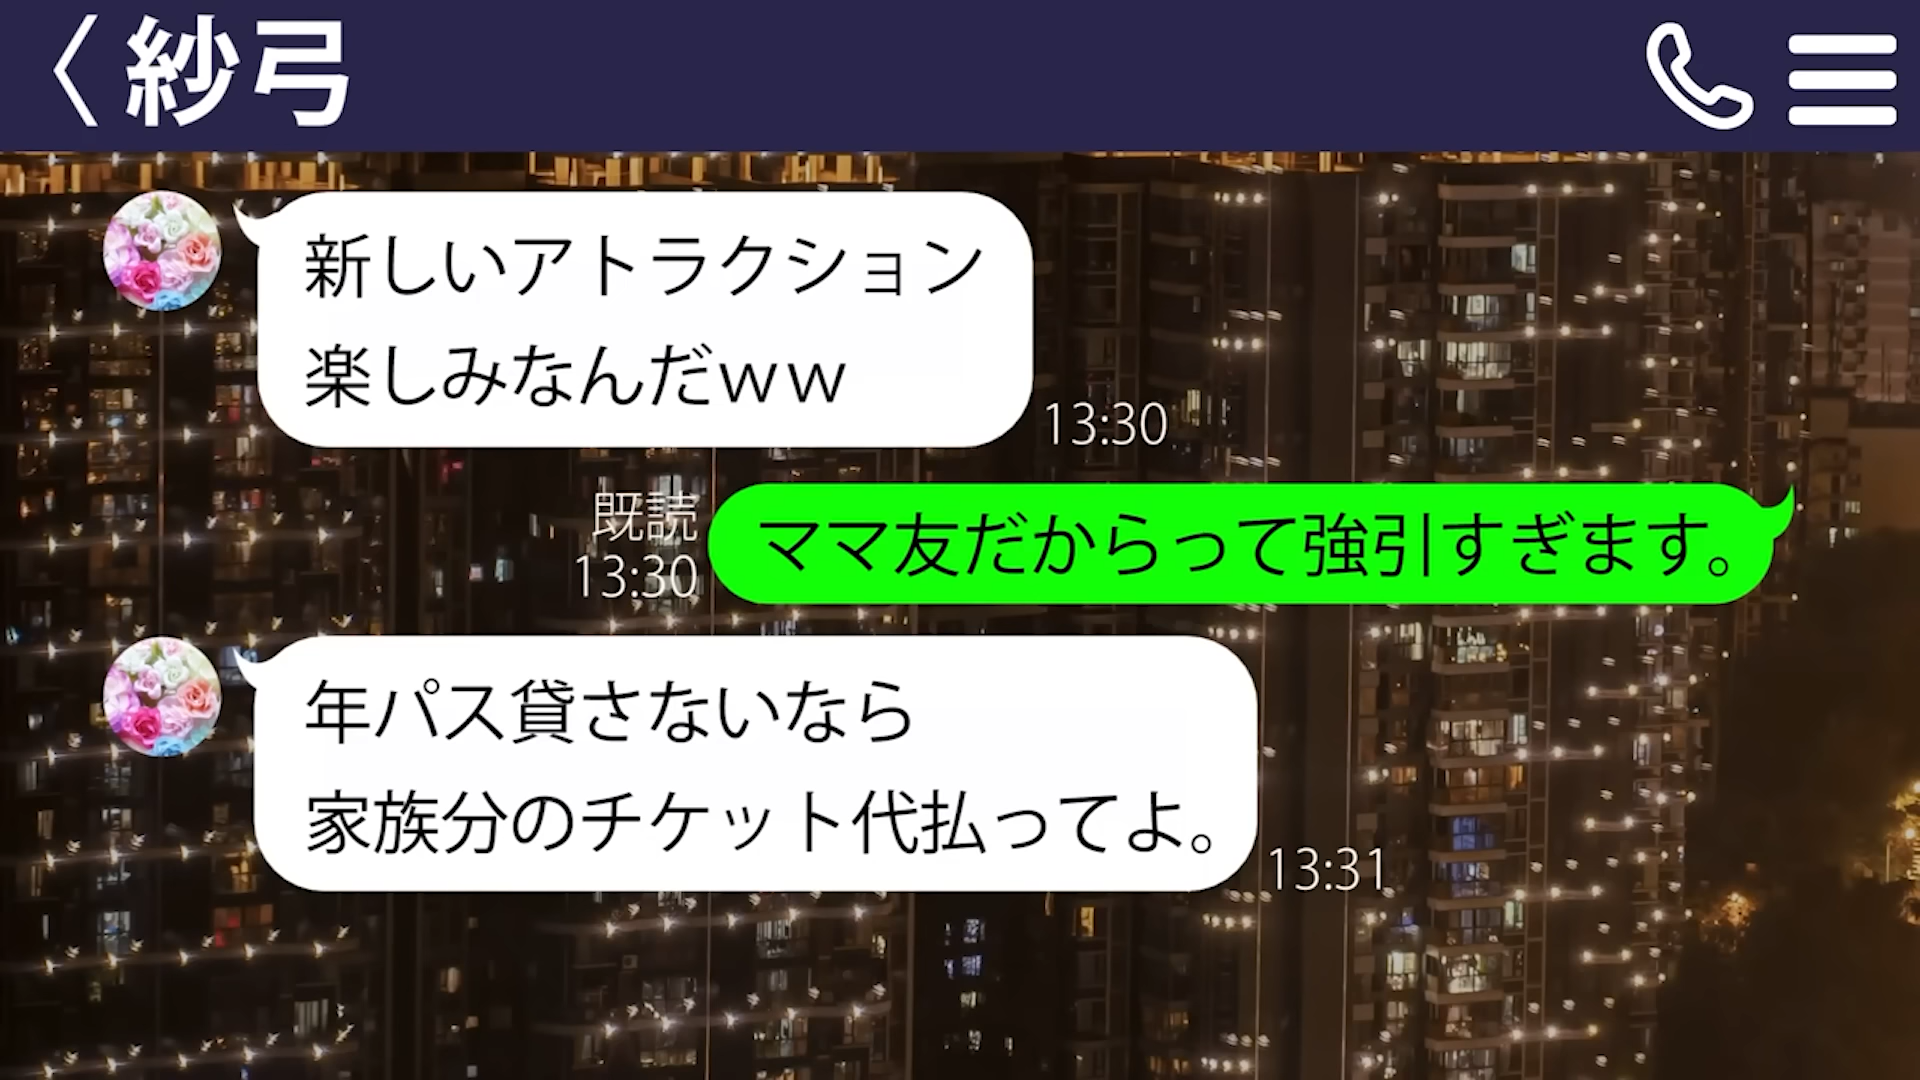 紗弓
新しいアトラクション
楽しみなんだｗｗ
13:30
既読
13:30
ママ友だからって強引すぎます。
年パス貸さないなら
家族分のチケット代払ってよ。
13:31